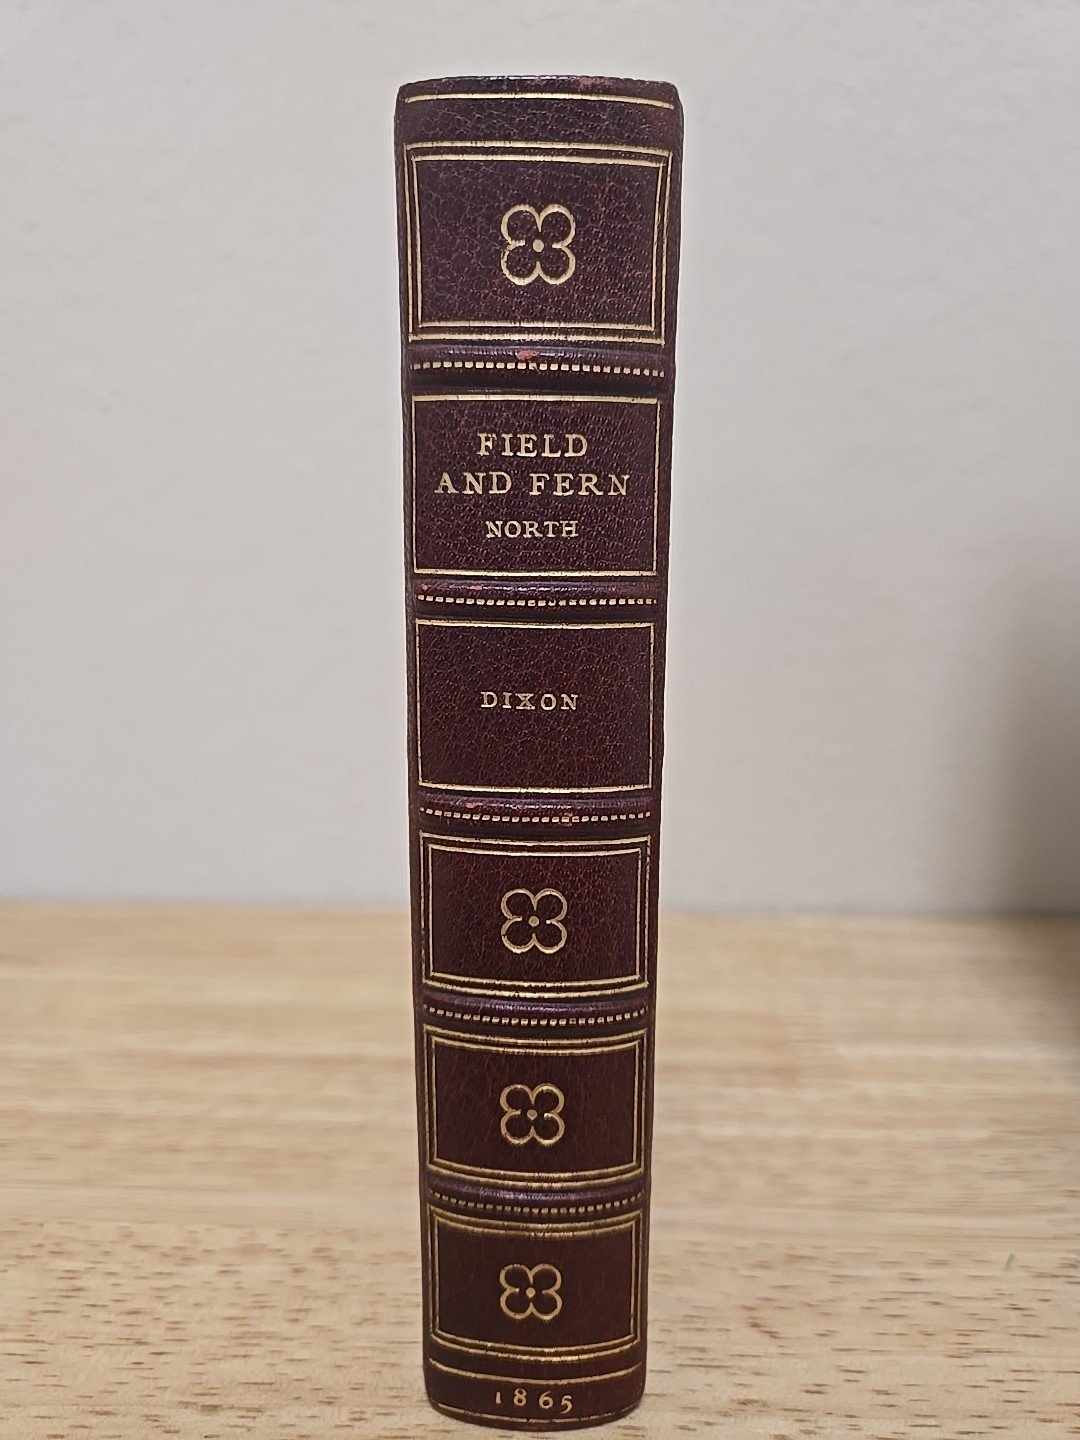 FIELD
AND FERN
NORTH
DIXON
1865